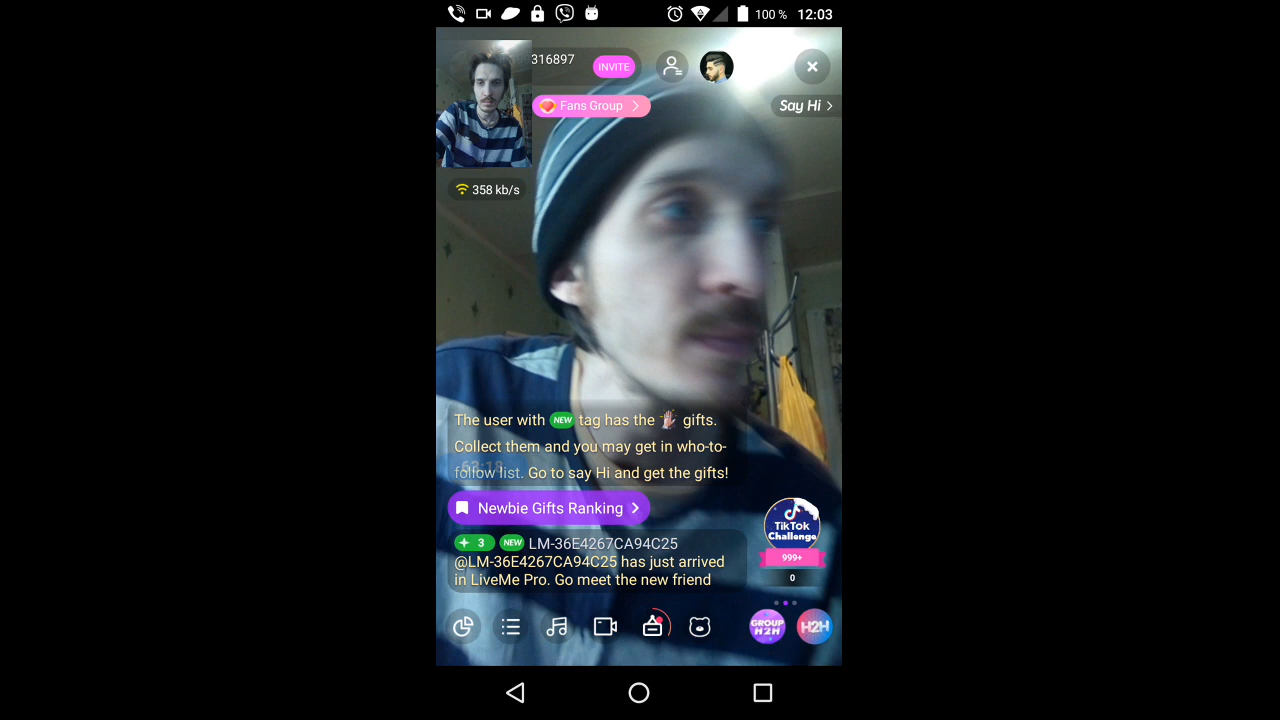 100 % 12:03
316897
INVITE
Fans Group
Say Hi
358 kb/s
The user with NEW tag has the gifts.
Collect them and you may get in who-to-
follow list. Go to say Hi and get the gifts!
Newbie Gifts Ranking
TikTok
Challenge
999+
0
3 NEW LM-36E4267CA94C25
@LM-36E4267CA94C25 has just arrived
in LiveMe Pro. Go meet the new friend
GROUP
H2H
H2H